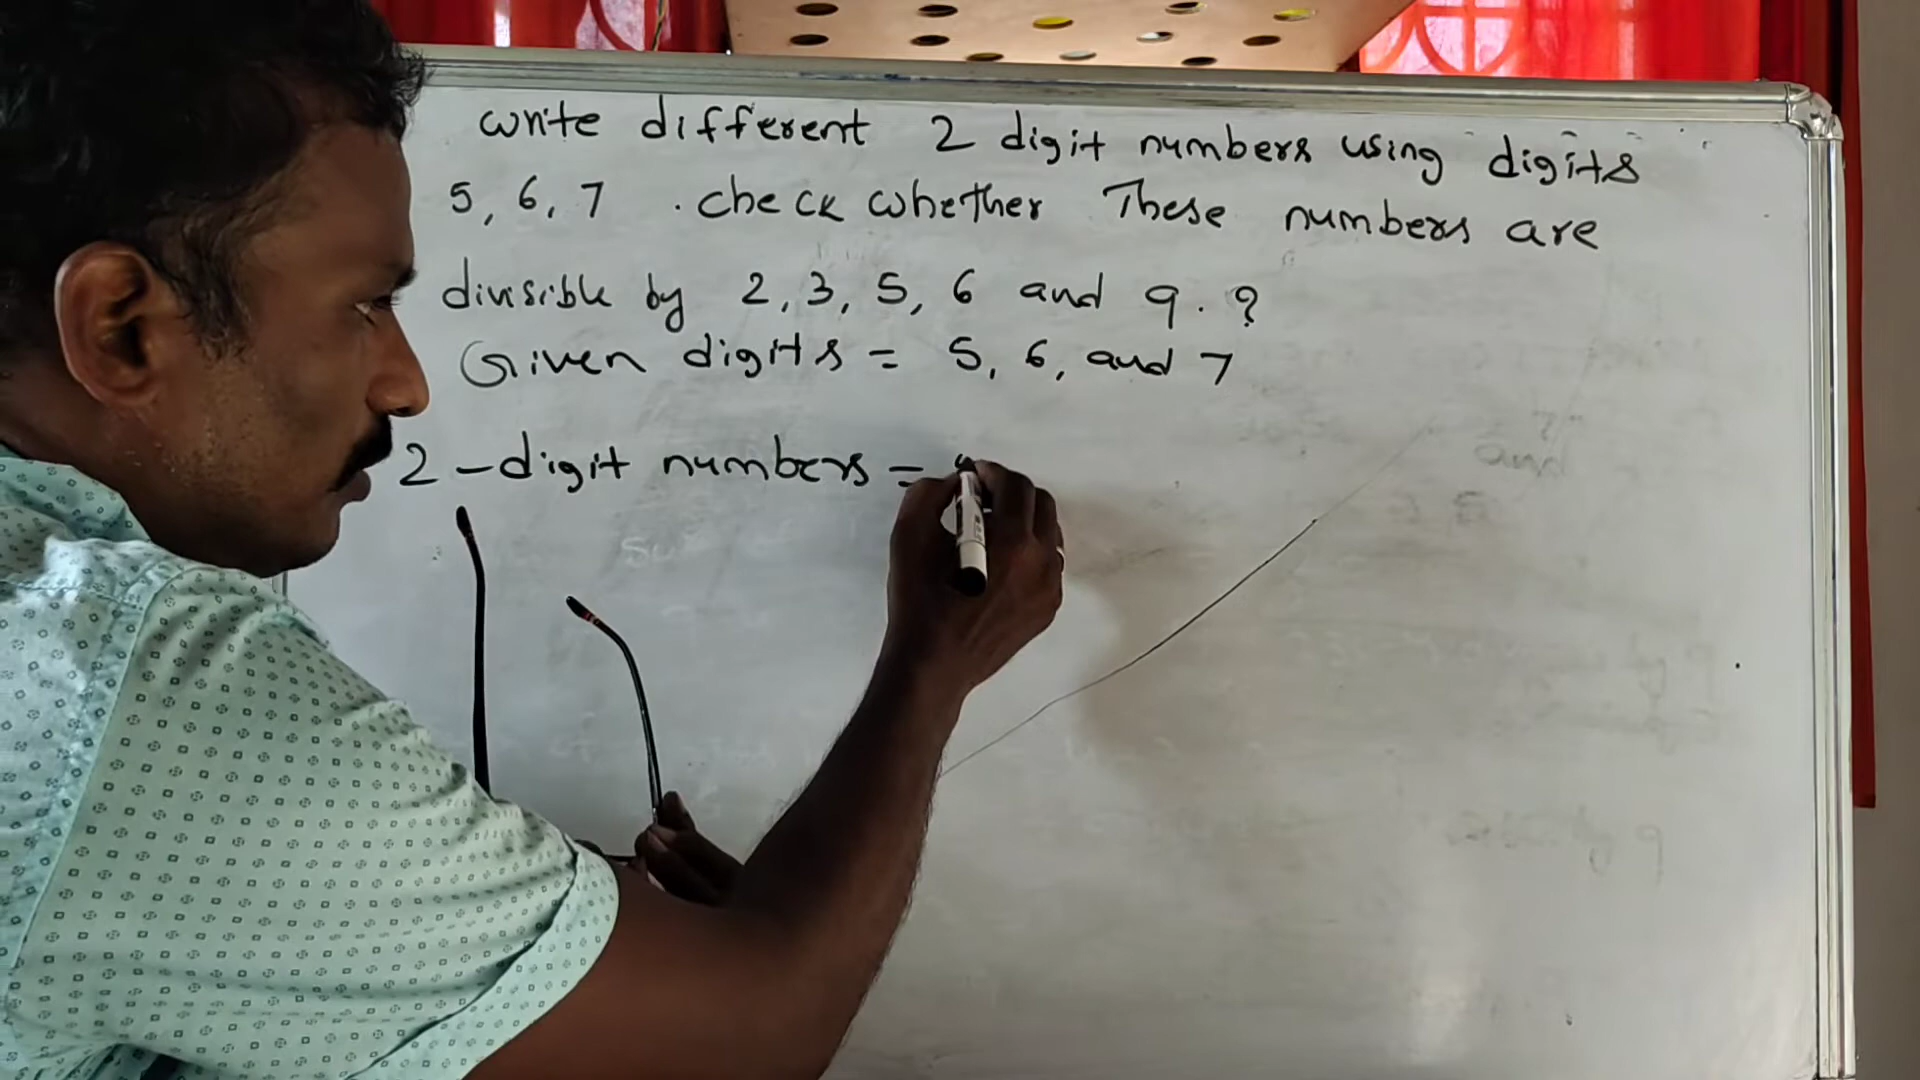 write different 2 digit numbers using digits
5, 6, 7 . check whether These numbers are
divisible by 2, 3, 5, 6 and 9. ?
Given digits = 5, 6, and 7
2 - digit numbers =
and